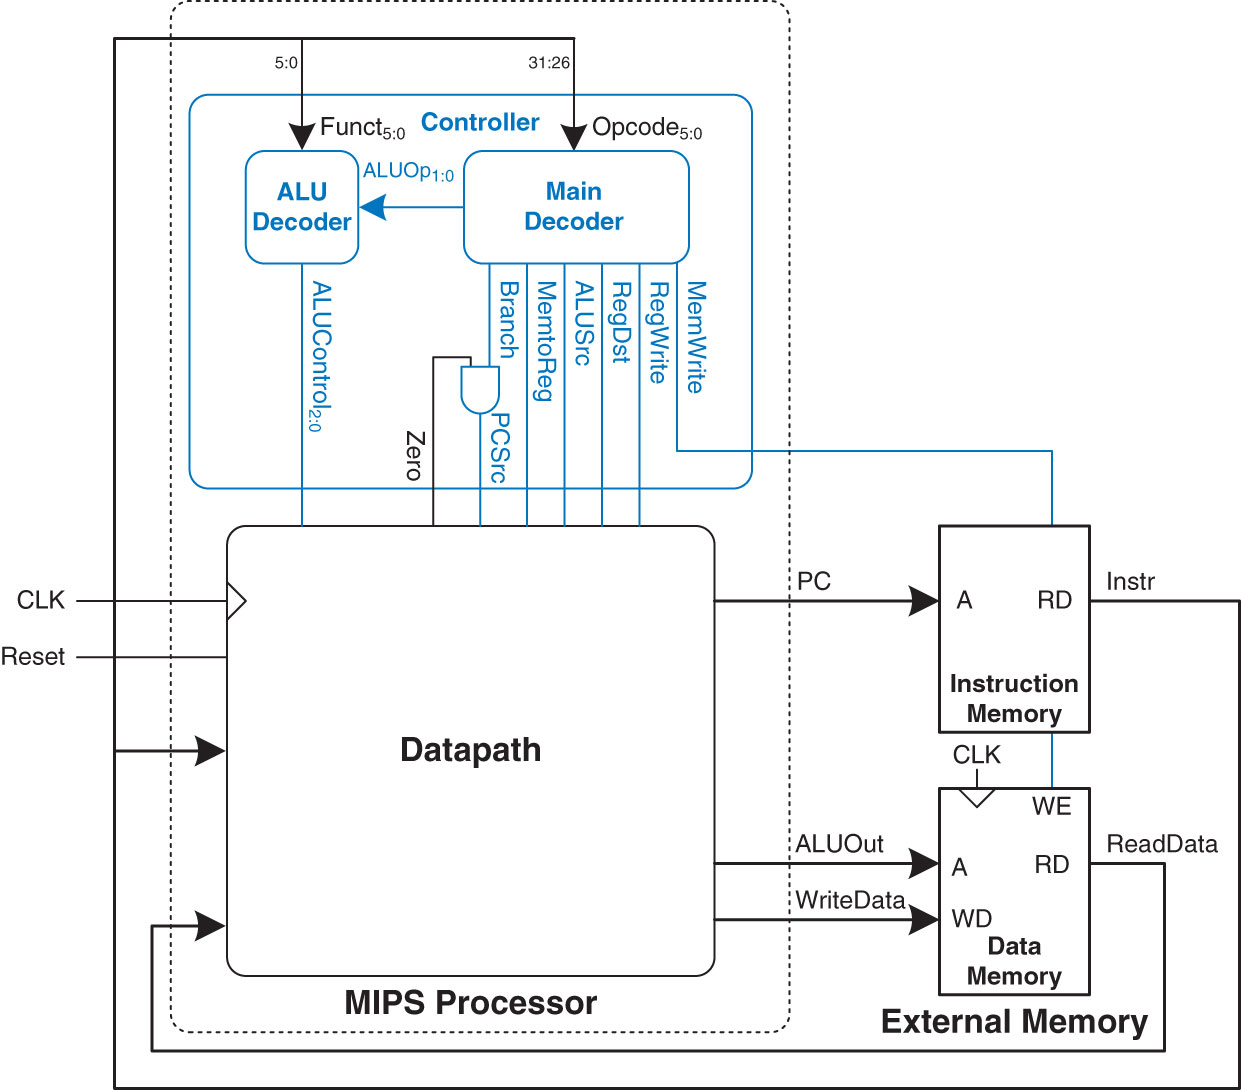 5:0
31:26
Funct5:0
Controller
Opcode5:0
ALU
Decoder
ALUOp1:0
Main
Decoder
ALUControl2:0
Branch
MemtoReg
ALUSrc
RegDst
RegWrite
MemWrite
Zero
PCSrc
CLK
Reset
Datapath
PC
A
RD
Instr
Instruction
Memory
CLK
WE
ALUOut
A
RD
ReadData
WriteData
WD
Data
Memory
MIPS Processor
External Memory